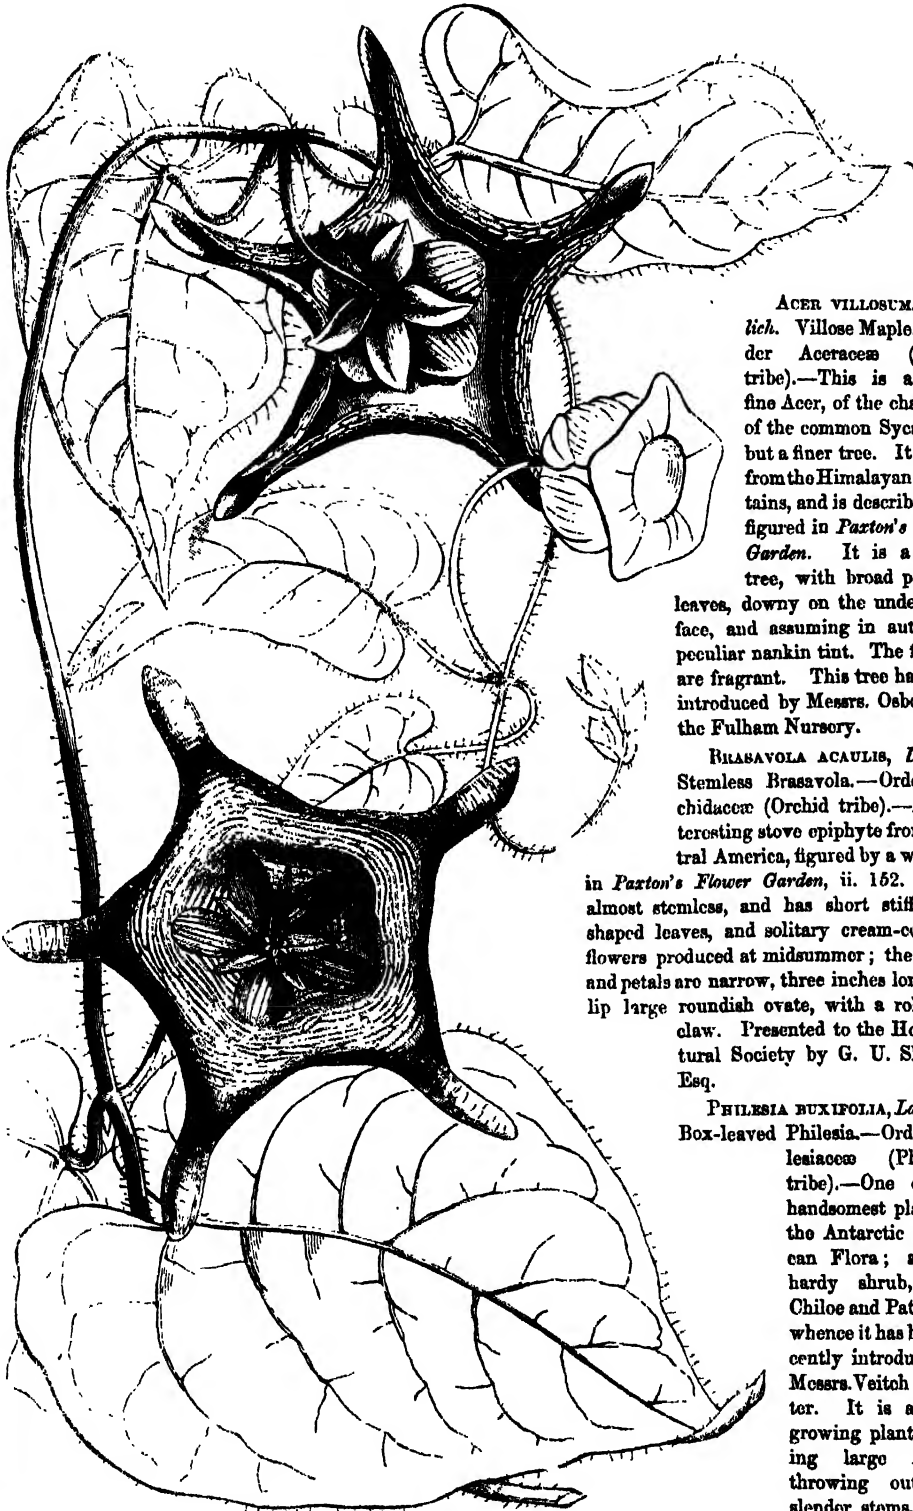 ACER VILLOSUM,
lich. Villose Maple
der Aceraceæ (
tribe).—This is a
fine Acer, of the cha
of the common Syc
but a finer tree. It
from the Himalayan
tains, and is describ
figured in Paxton's
Garden. It is a
tree, with broad p
leaves, downy on the unde
face, and assuming in aut
peculiar nankin tint. The f
are fragrant. This tree ha
introduced by Messrs. Osbo
the Fulham Nursery.
BRASAVOLA ACAULIS, L
Stemless Brasavola.—Ord
chidaceæ (Orchid tribe).—
teresting stove epiphyte fro
tral America, figured by a w
in Paxton's Flower Garden, ii. 152.
almost stemless, and has short stiff
shaped leaves, and solitary cream-c
flowers produced at midsummer; the
and petals are narrow, three inches lo
lip large roundish ovate, with a ro
claw. Presented to the Ho
tural Society by G. U. S
Esq.
PHILESIA BUXIFOLIA, La
Box-leaved Philesia.—Ord
lesiaceæ (Ph
tribe).—One
handsomest pla
the Antarctic
can Flora; a
hardy shrub,
Chiloe and Pat
whence it has
cently introdu
Messrs. Veitch
ter. It is a
growing plant
ing large
throwing ou
slender stems